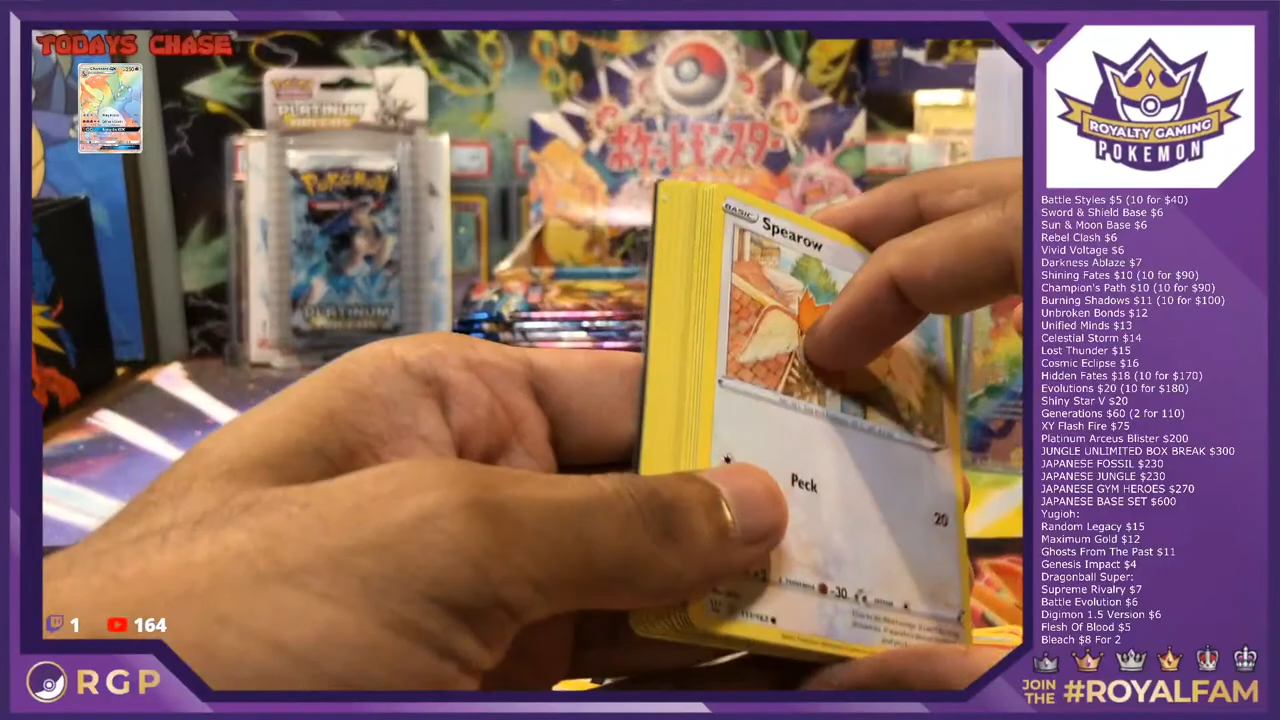 TODAYS CHASE
PLATINUM
POKéMON
PLATINUM
ポケットモンスター
BASIC
Spearow
Peck
20
-30
1
164
RGP
ROYALTY GAMING
POKEMON
Battle Styles $5 (10 for $40)
Sword & Shield Base $6
Sun & Moon Base $6
Rebel Clash $6
Vivid Voltage $6
Darkness Ablaze $7
Shining Fates $10 (10 for $90)
Champion's Path $10 (10 for $90)
Burning Shadows $11 (10 for $100)
Unbroken Bonds $12
Unified Minds $13
Celestial Storm $14
Lost Thunder $15
Cosmic Eclipse $16
Hidden Fates $18 (10 for $170)
Evolutions $20 (10 for $180)
Shiny Star V $20
Generations $60 (2 for 110)
XY Flash Fire $75
Platinum Arceus Blister $200
JUNGLE UNLIMITED BOX BREAK $300
JAPANESE FOSSIL $230
JAPANESE JUNGLE $230
JAPANESE GYM HEROES $270
JAPANESE BASE SET $600
Yugioh:
Random Legacy $15
Maximum Gold $12
Ghosts From The Past $11
Genesis Impact $4
Dragonball Super:
Supreme Rivalry $7
Battle Evolution $6
Digimon 1.5 Version $6
Flesh Of Blood $5
Bleach $8 For 2
JOIN
THE #ROYALFAM